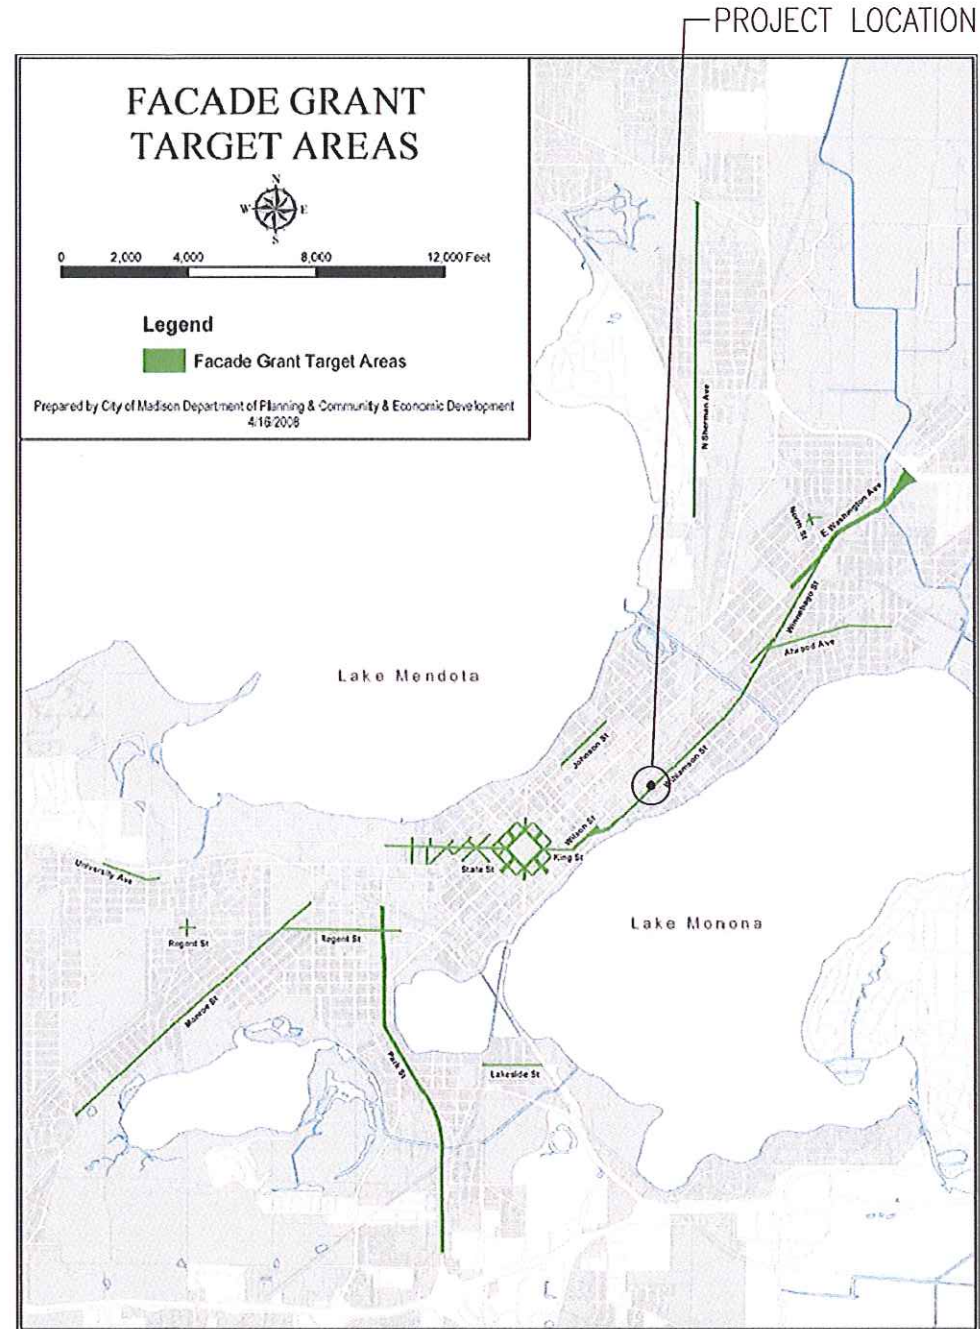 PROJECT LOCATION
FACADE GRANT
TARGET AREAS
N
W E
S
0 2,000 4,000 8,000 12,000 Feet
Legend
Facade Grant Target Areas
Prepared by City of Madison Department of Planning & Community & Economic Development
4/16/2008
N Sherman Ave
E Washington Ave
North St
Winnebago St
Atwood Ave
Lake Mendota
Johnson St
Williamson St
Wilson St
King St
State St
University Ave
Lake Monona
Regent St
Regent St
Monroe St
Park St
Lakeside St